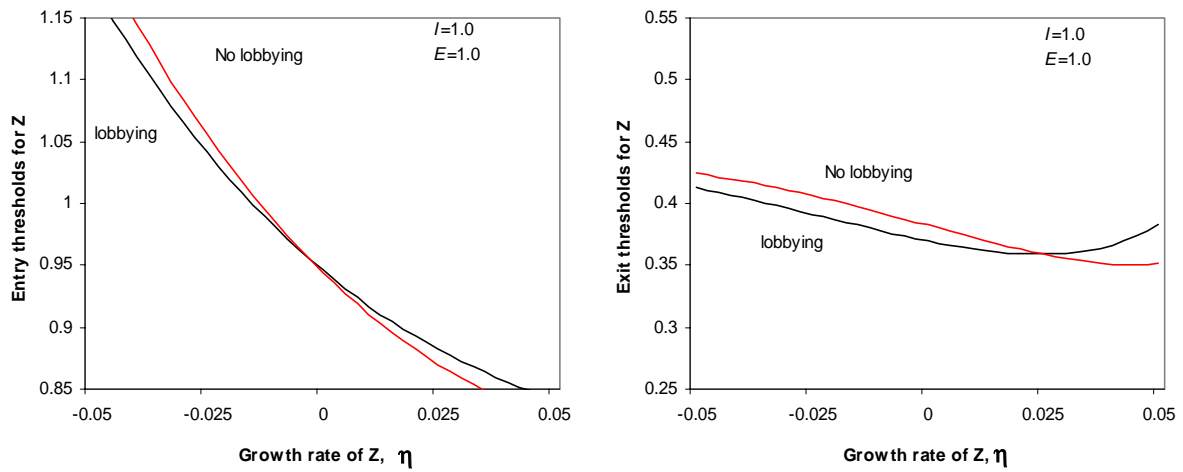 Entry thresholds for Z
1.15
1.1
1.05
1
0.95
0.9
0.85
-0.05
-0.025
0
0.025
0.05
Growth rate of Z, η
No lobbying
lobbying
I=1.0
E=1.0
Exit thresholds for Z
0.55
0.5
0.45
0.4
0.35
0.3
0.25
-0.05
-0.025
0
0.025
0.05
Growth rate of Z, η
No lobbying
lobbying
I=1.0
E=1.0